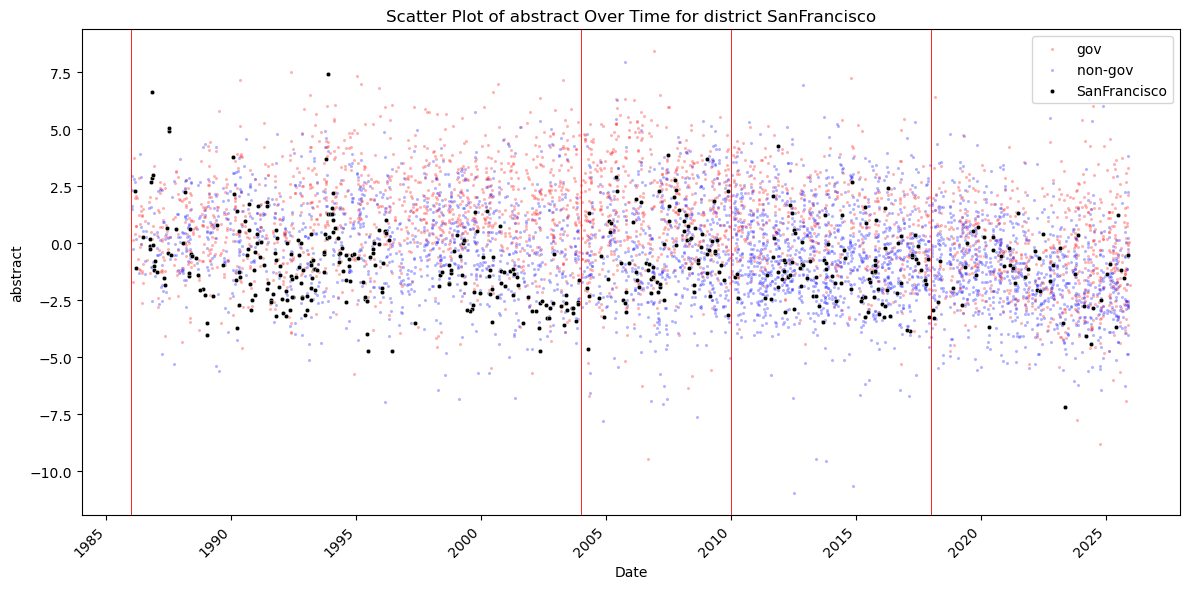 Scatter Plot of abstract Over Time for district SanFrancisco
gov
non-gov
SanFrancisco
7.5
5.0
2.5
0.0
−2.5
−5.0
−7.5
−10.0
abstract
1985
1990
1995
2000
2005
2010
2015
2020
2025
Date